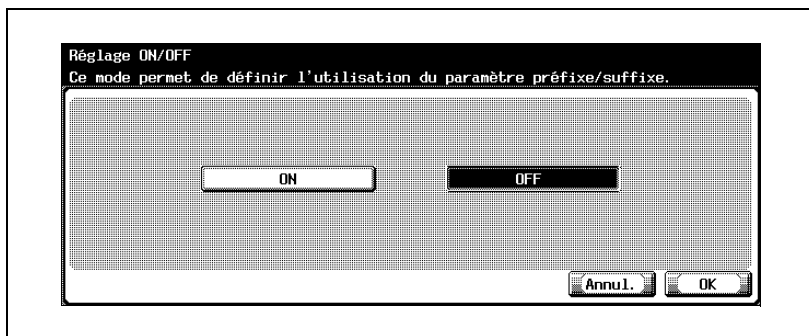 Réglage ON/OFF
Ce mode permet de définir l'utilisation du paramètre préfixe/suffixe.
ON OFF
Annul. OK